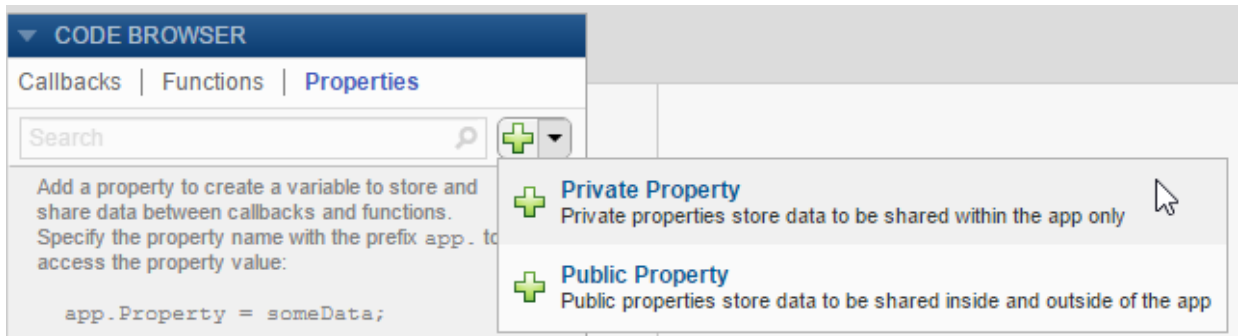 CODE BROWSER
Callbacks | Functions | Properties
Search
Add a property to create a variable to store and
share data between callbacks and functions.
Specify the property name with the prefix app. to
access the property value:
app.Property = someData;
Private Property
Private properties store data to be shared within the app only
Public Property
Public properties store data to be shared inside and outside of the app